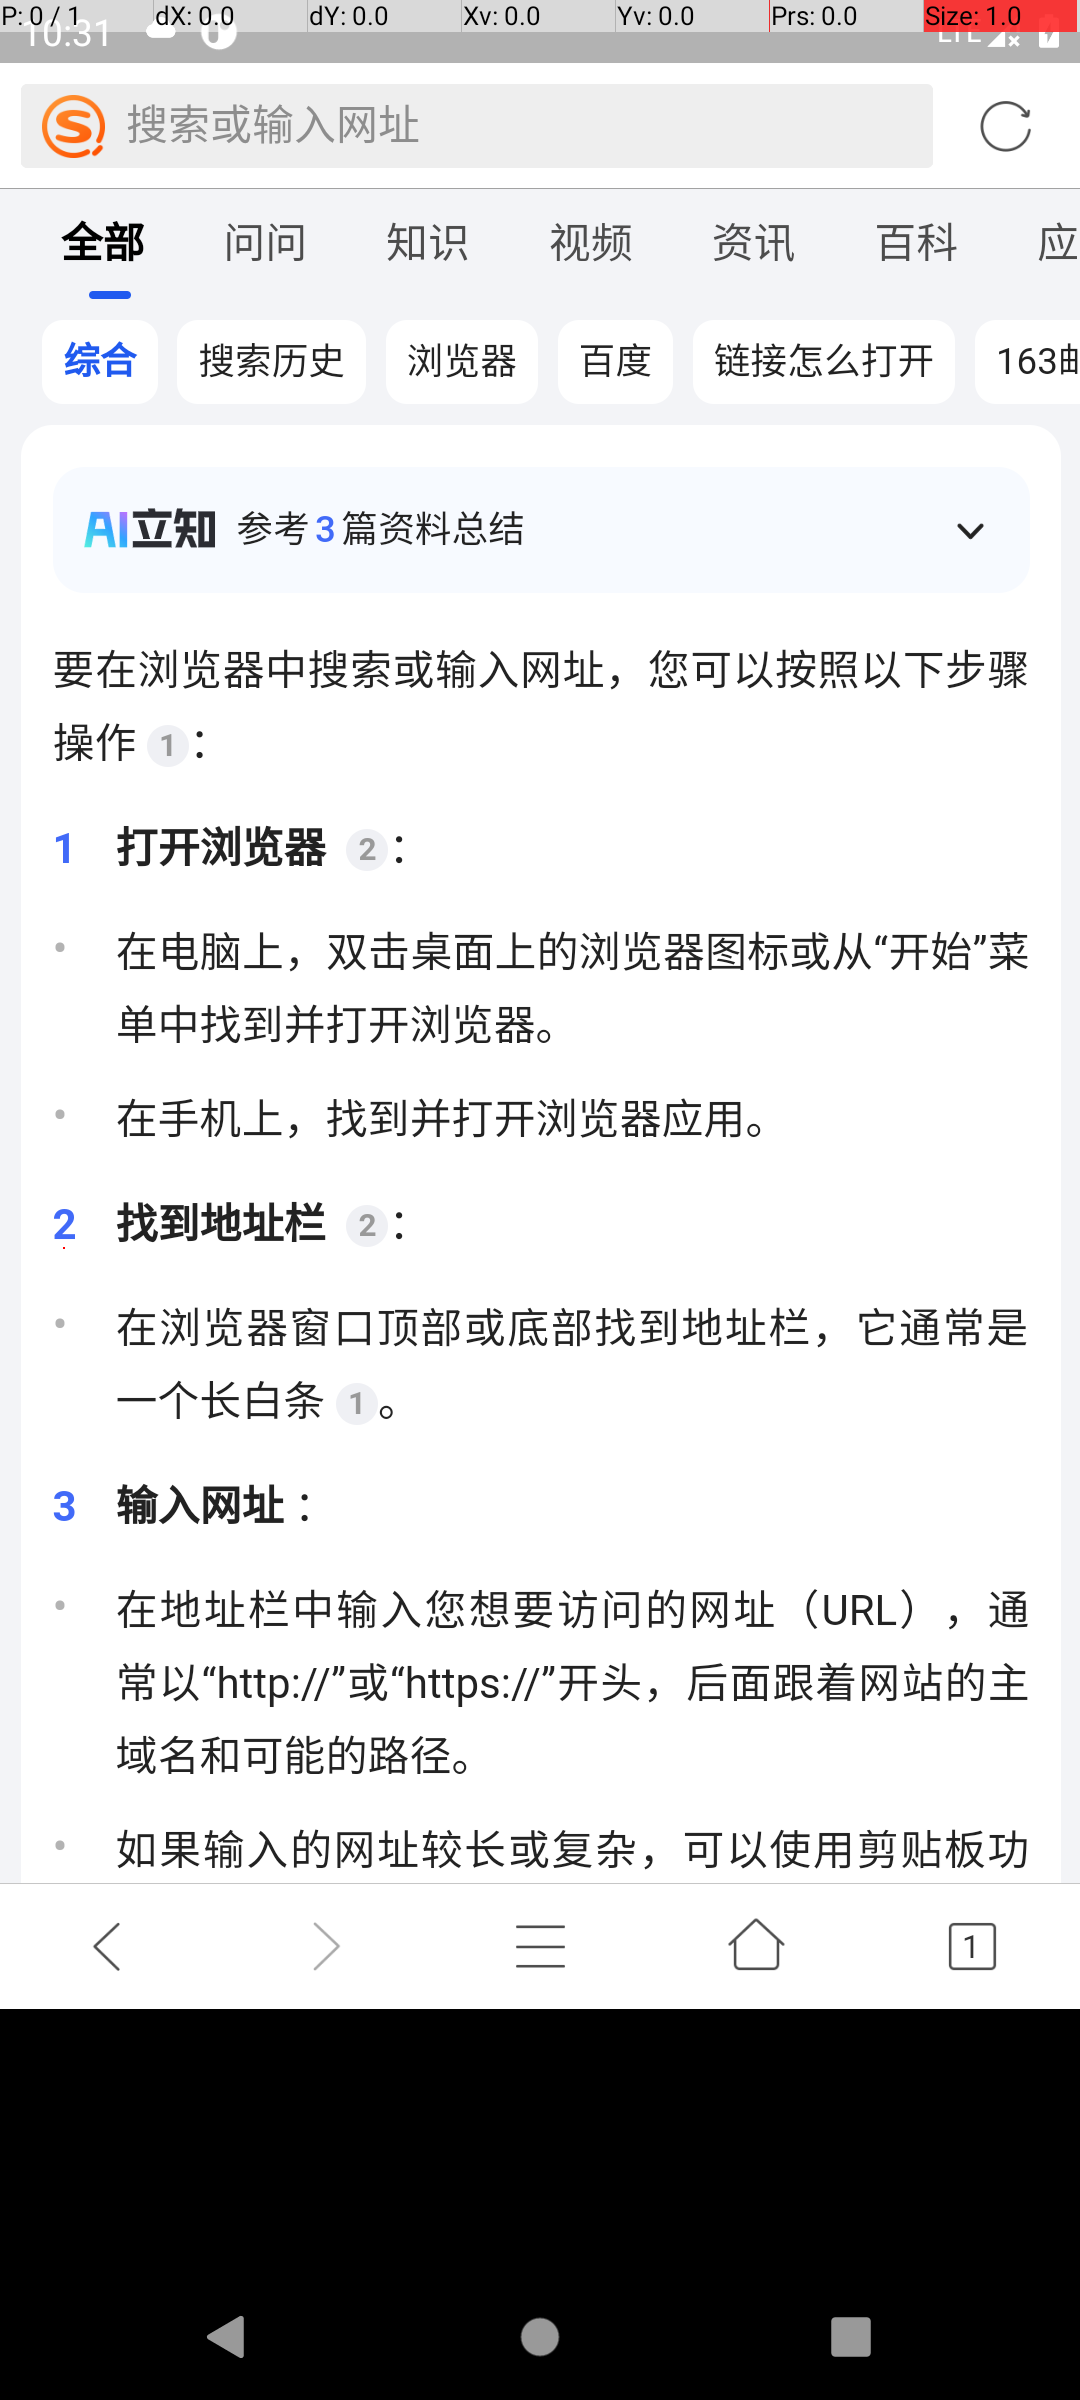 P: 0 / 1 dX: 0.0 dY: 0.0 Xv: 0.0 Yv: 0.0 Prs: 0.0 Size: 1.0
10:31 LTE
搜索或输入网址
全部 问问 知识 视频 资讯 百科 应
综合 搜索历史 浏览器 百度 链接怎么打开 163邮
AI立知 参考3篇资料总结
要在浏览器中搜索或输入网址，您可以按照以下步骤
操作 1：
1 打开浏览器 2：
• 在电脑上，双击桌面上的浏览器图标或从“开始”菜
单中找到并打开浏览器。
• 在手机上，找到并打开浏览器应用。
2 找到地址栏 2：
• 在浏览器窗口顶部或底部找到地址栏，它通常是
一个长白条 1。
3 输入网址：
• 在地址栏中输入您想要访问的网址（URL），通
常以“http://”或“https://”开头，后面跟着网站的主
域名和可能的路径。
• 如果输入的网址较长或复杂，可以使用剪贴板功
1